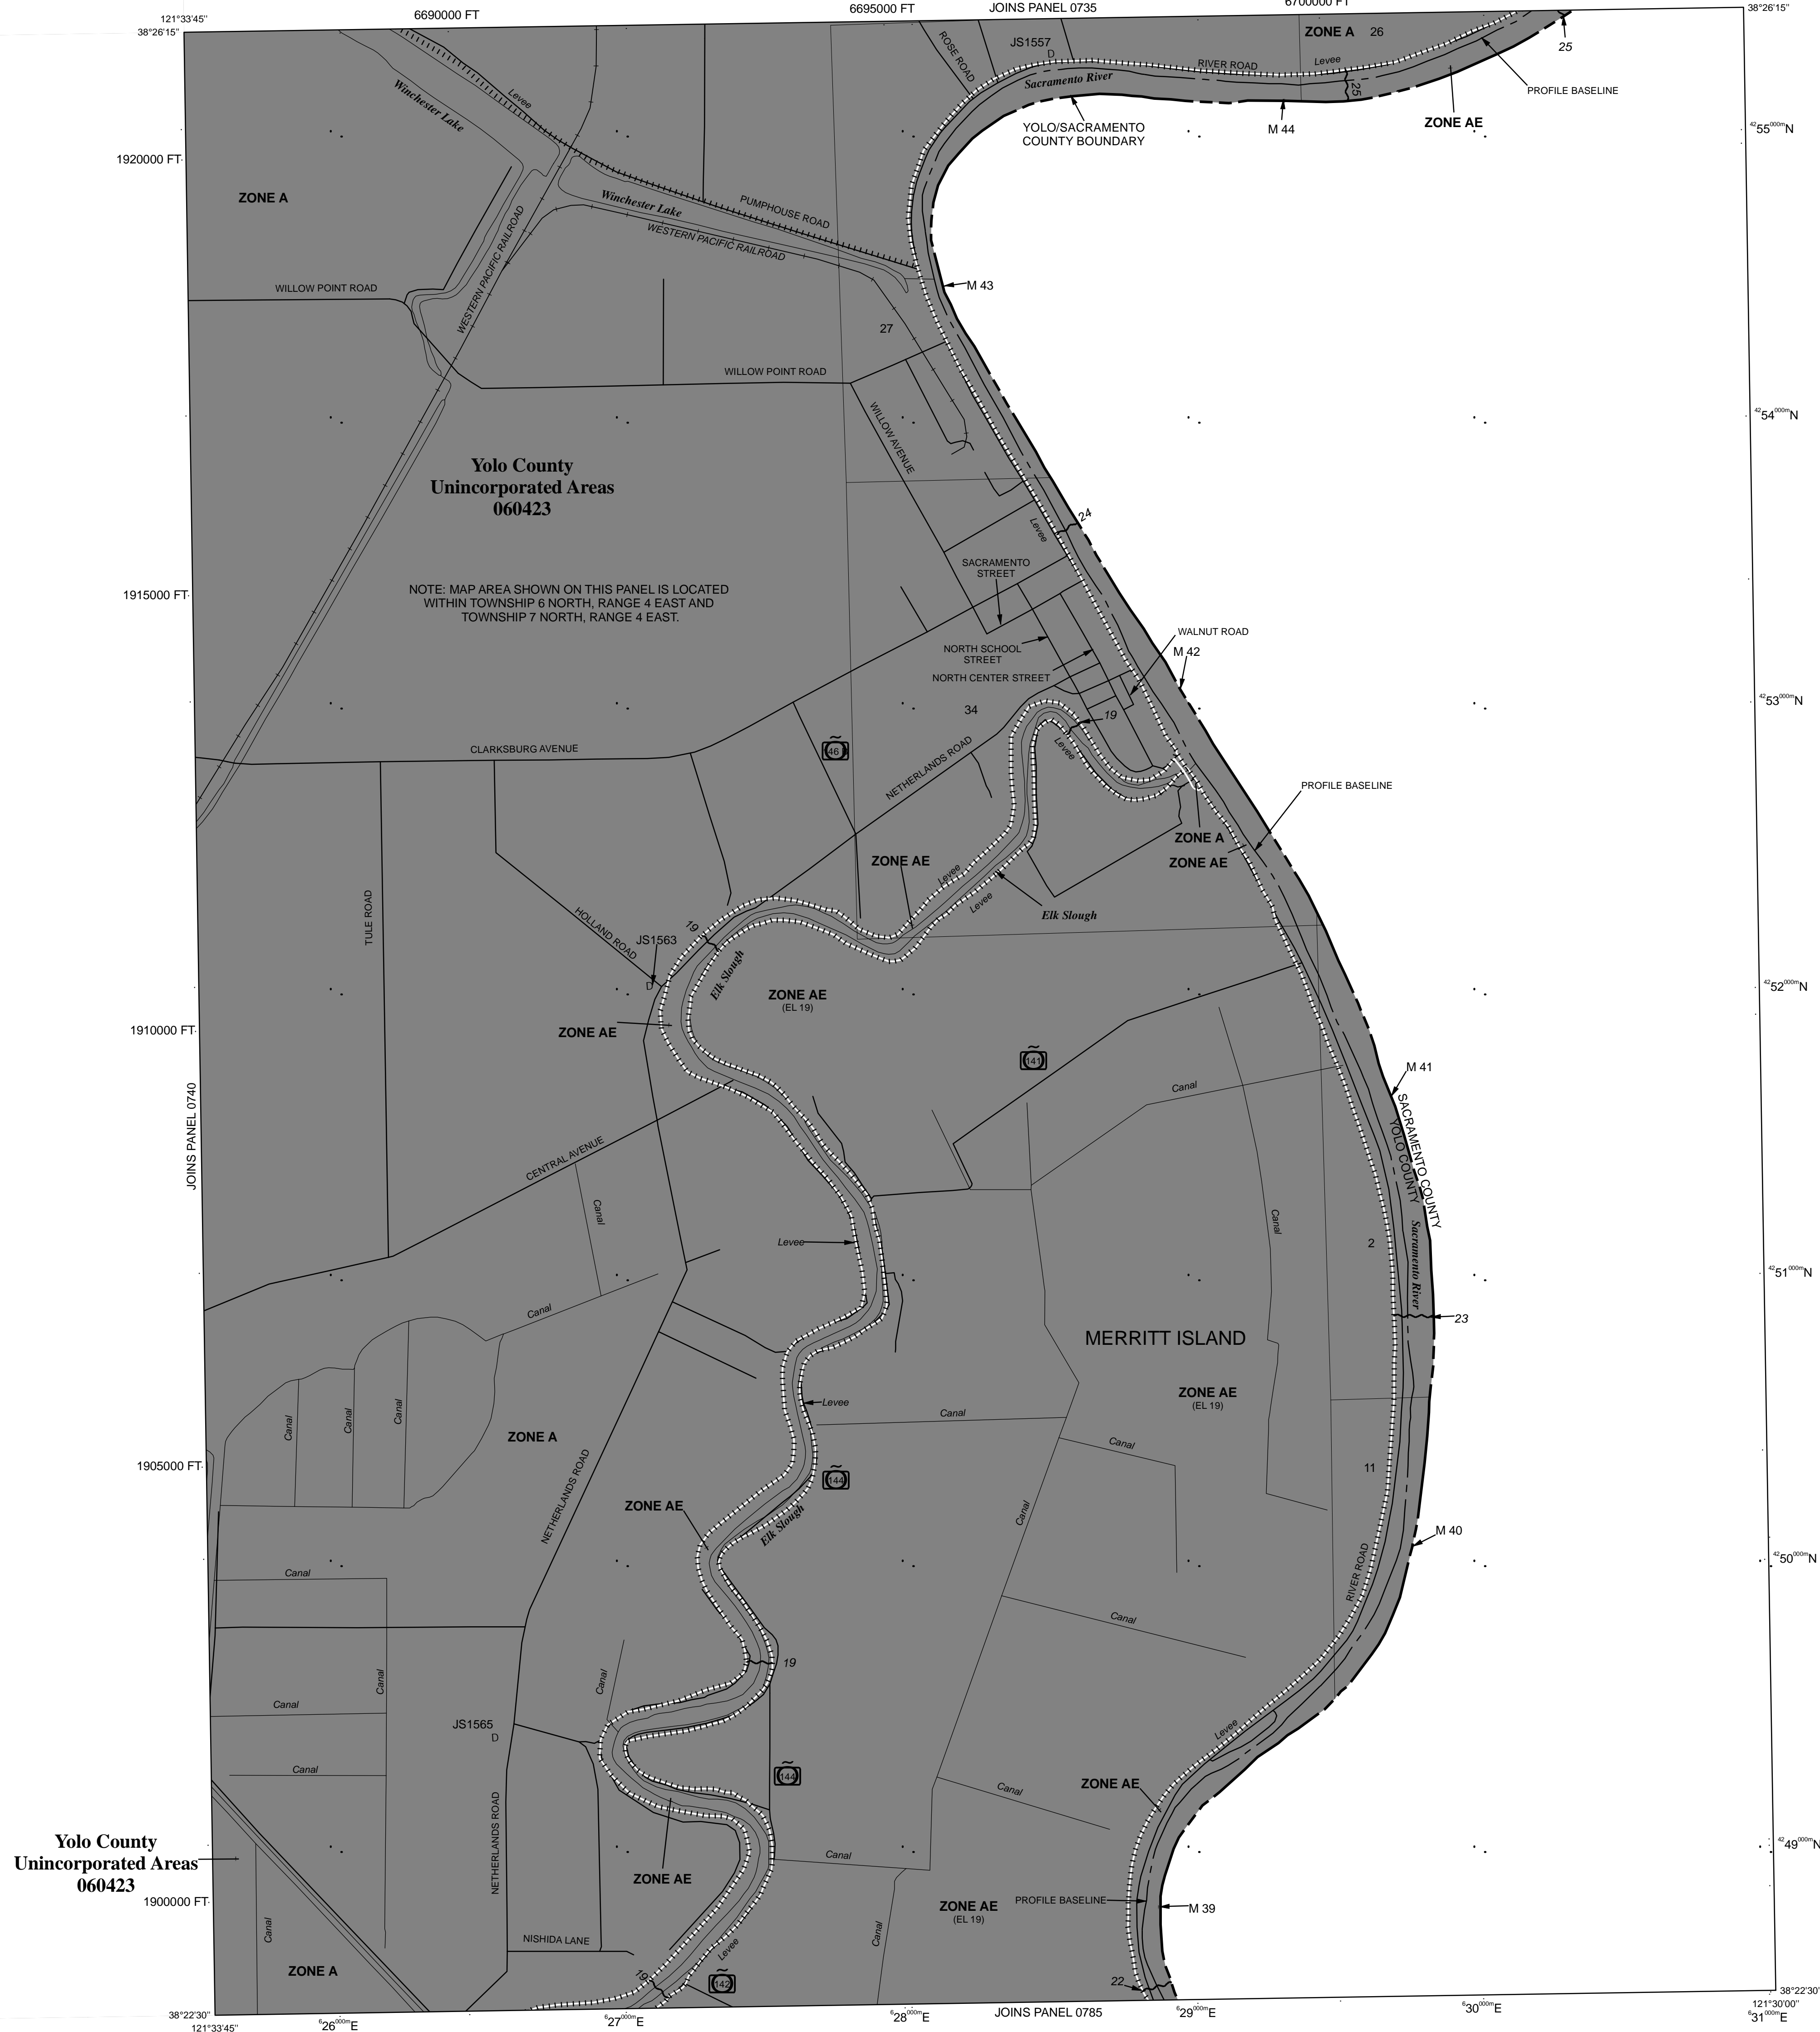 121°33'45"
6690000 FT
6695000 FT
JOINS PANEL 0735
6700000 FT
38°26'15"
38°26'15"
ZONE A
26
25
ROSE ROAD
JS1557
D
RIVER ROAD
Levee
Sacramento River
25
PROFILE BASELINE
Levee
Winchester Lake
YOLO/SACRAMENTO
COUNTY BOUNDARY
M 44
ZONE AE
4255000mN
1920000 FT
ZONE A
Winchester Lake
PUMPHOUSE ROAD
WESTERN PACIFIC RAILROAD
WESTERN PACIFIC RAILROAD
WILLOW POINT ROAD
M 43
27
WILLOW POINT ROAD
WILLOW AVENUE
4254000mN
Yolo County
Unincorporated Areas
060423
24
Levee
SACRAMENTO
STREET
NOTE: MAP AREA SHOWN ON THIS PANEL IS LOCATED
WITHIN TOWNSHIP 6 NORTH, RANGE 4 EAST AND
TOWNSHIP 7 NORTH, RANGE 4 EAST.
1915000 FT
WALNUT ROAD
NORTH SCHOOL
STREET
M 42
NORTH CENTER STREET
4253000mN
34
19
CLARKSBURG AVENUE
146
Levee
NETHERLANDS ROAD
PROFILE BASELINE
ZONE A
ZONE AE
ZONE AE
Levee
Levee
Elk Slough
TULE ROAD
HOLLAND ROAD
19
JS1563
D
Elk Slough
4252000mN
ZONE AE
(EL 19)
1910000 FT
ZONE AE
141
M 41
Canal
JOINS PANEL 0740
SACRAMENTO COUNTY
YOLO COUNTY
CENTRAL AVENUE
Canal
Canal
Levee
2
Sacramento River
4251000mN
Canal
23
MERRITT ISLAND
ZONE AE
(EL 19)
Levee
Canal
Canal
Canal
Canal
ZONE A
Canal
1905000 FT
11
144
NETHERLANDS ROAD
ZONE AE
Elk Slough
Canal
M 40
4250000mN
Canal
RIVER ROAD
Canal
19
Canal
Canal
Canal
JS1565
D
Levee
Canal
144
ZONE AE
Canal
NETHERLANDS ROAD
Yolo County
Unincorporated Areas
060423
4249000mN
Canal
ZONE AE
1900000 FT
ZONE AE
(EL 19)
PROFILE BASELINE
M 39
Canal
Canal
NISHIDA LANE
Levee
ZONE A
19
142
22
38°22'30"
121°33'45"
626000mE
627000mE
628000mE
JOINS PANEL 0785
629000mE
630000mE
38°22'30"
121°30'00"
631000mE